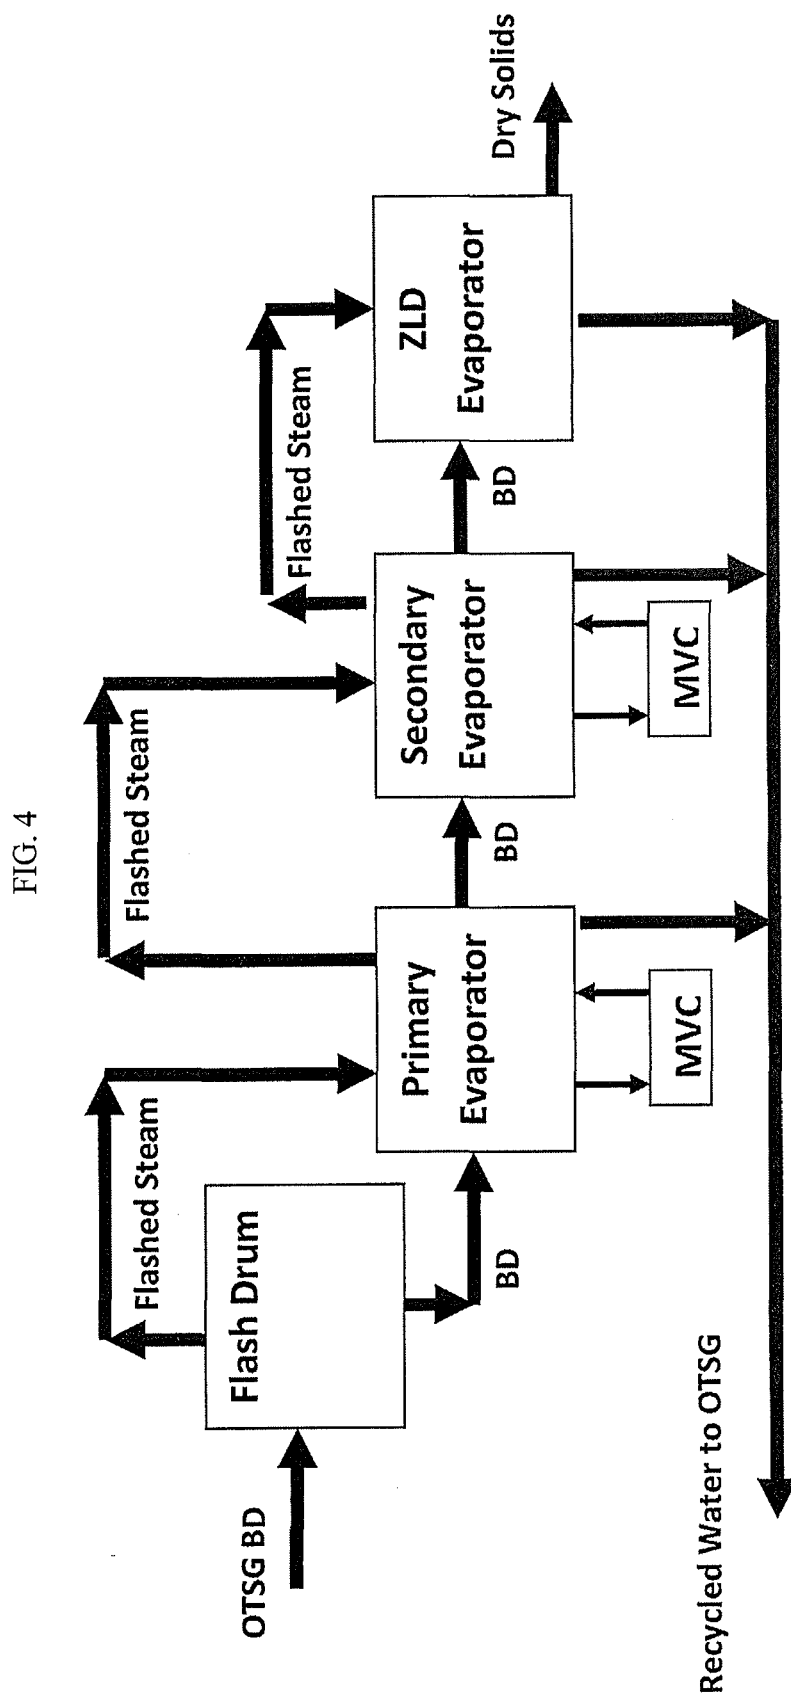 FIG. 4
OTSG BD
Flash Drum
Flashed Steam
BD
Primary
Evaporator
MVC
Flashed Steam
BD
Secondary
Evaporator
MVC
Flashed Steam
BD
ZLD
Evaporator
Dry Solids
Recycled Water to OTSG